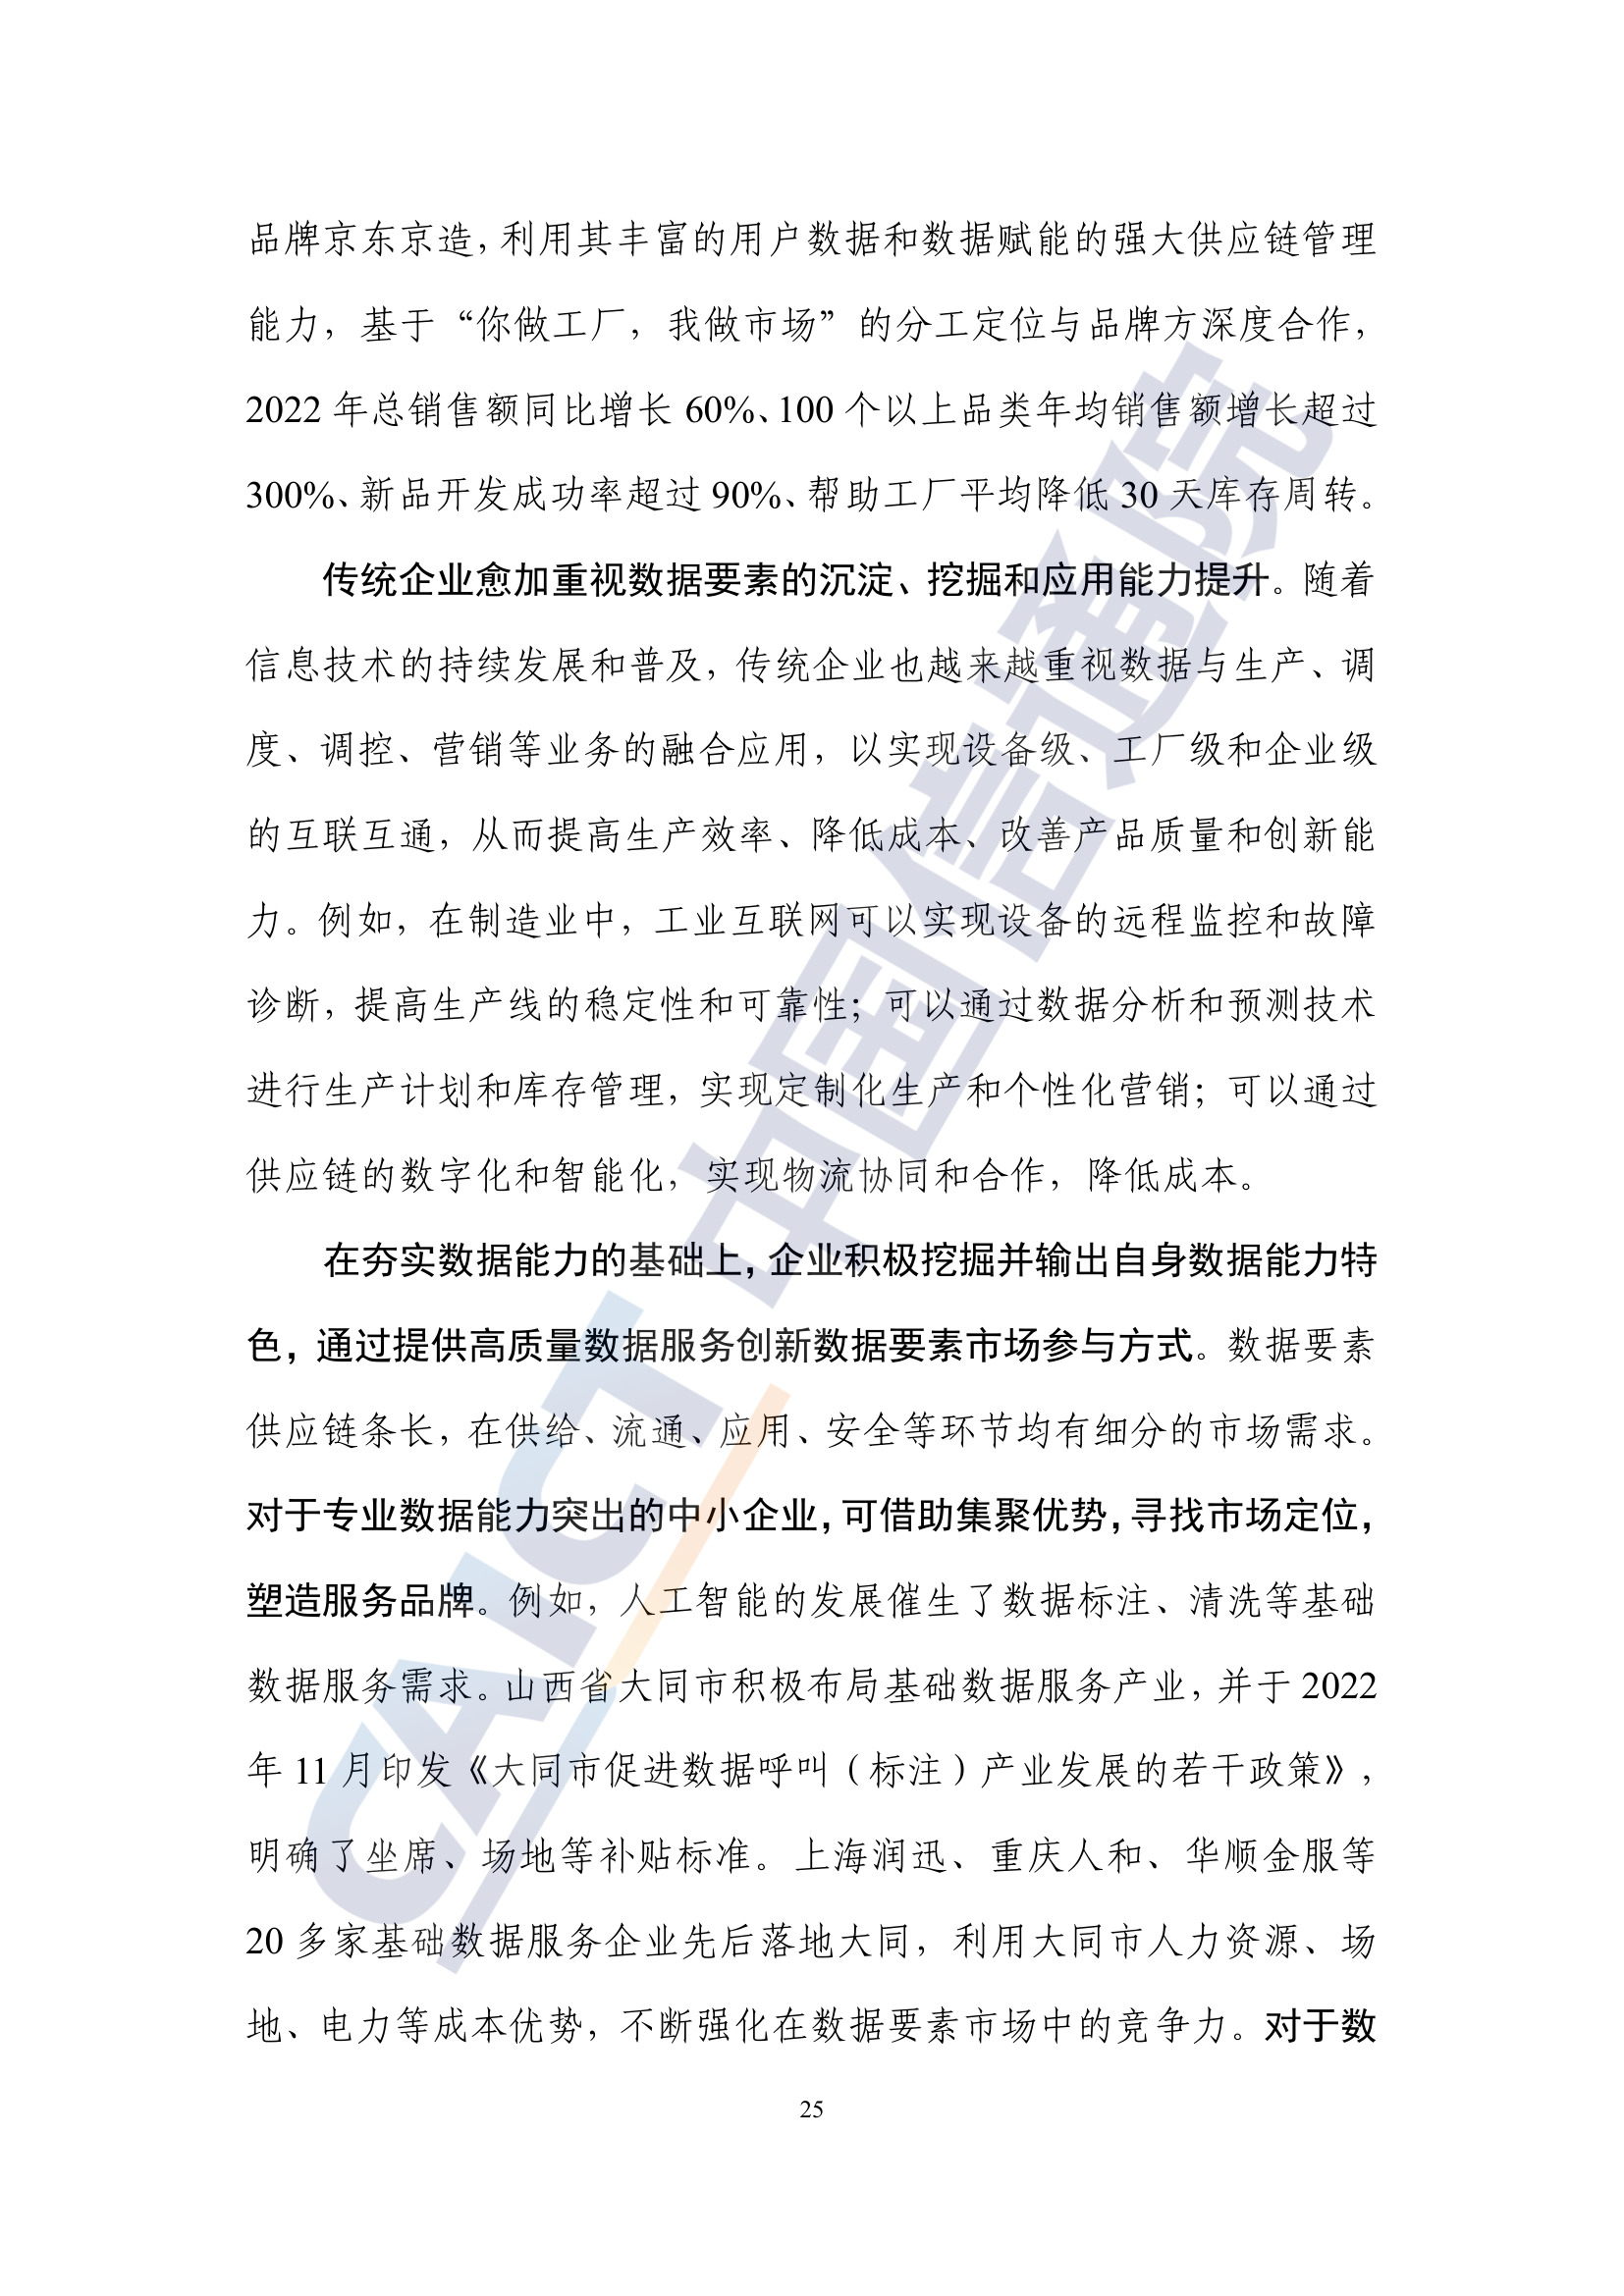 品牌京东京造，利用其丰富的用户数据和数据赋能的强大供应链管理
能力，基于“你做工厂，我做市场”的分工定位与品牌方深度合作，
2022 年总销售额同比增长 60%、100 个以上品类年均销售额增长超过
300%、新品开发成功率超过 90%、帮助工厂平均降低 30 天库存周转。
传统企业愈加重视数据要素的沉淀、挖掘和应用能力提升。随着
信息技术的持续发展和普及，传统企业也越来越重视数据与生产、调
度、调控、营销等业务的融合应用，以实现设备级、工厂级和企业级
的互联互通，从而提高生产效率、降低成本、改善产品质量和创新能
力。例如，在制造业中，工业互联网可以实现设备的远程监控和故障
诊断，提高生产线的稳定性和可靠性；可以通过数据分析和预测技术
进行生产计划和库存管理，实现定制化生产和个性化营销；可以通过
供应链的数字化和智能化，实现物流协同和合作，降低成本。
在夯实数据能力的基础上，企业积极挖掘并输出自身数据能力特
色，通过提供高质量数据服务创新数据要素市场参与方式。数据要素
供应链条长，在供给、流通、应用、安全等环节均有细分的市场需求。
对于专业数据能力突出的中小企业，可借助集聚优势，寻找市场定位，
塑造服务品牌。例如，人工智能的发展催生了数据标注、清洗等基础
数据服务需求。山西省大同市积极布局基础数据服务产业，并于 2022
年 11 月印发《大同市促进数据呼叫（标注）产业发展的若干政策》，
明确了坐席、场地等补贴标准。上海润迅、重庆人和、华顺金服等
20 多家基础数据服务企业先后落地大同，利用大同市人力资源、场
地、电力等成本优势，不断强化在数据要素市场中的竞争力。对于数
25
CAICT 中国信通院